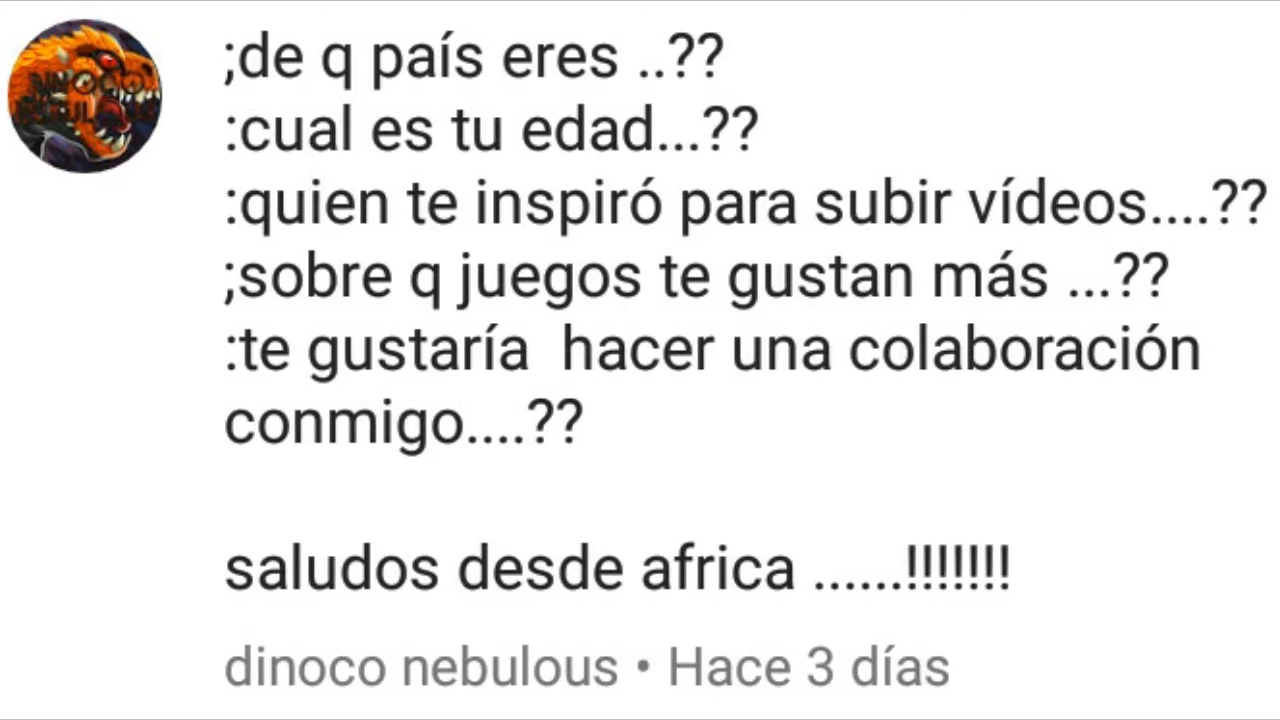 ;de q país eres ..??
:cual es tu edad...??
:quien te inspiró para subir vídeos....??
;sobre q juegos te gustan más ...??
:te gustaría  hacer una colaboración
conmigo....??
saludos desde africa ......!!!!!!!
dinoco nebulous • Hace 3 días